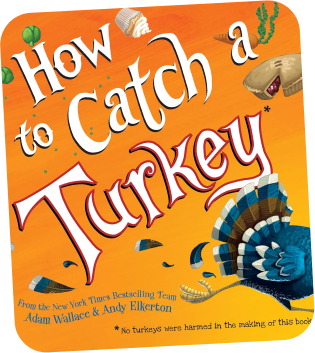 How
to Catch a
Turkey*
From the New York Times Bestselling Team
Adam Wallace & Andy Elkerton
*No turkeys were harmed in the making of this book